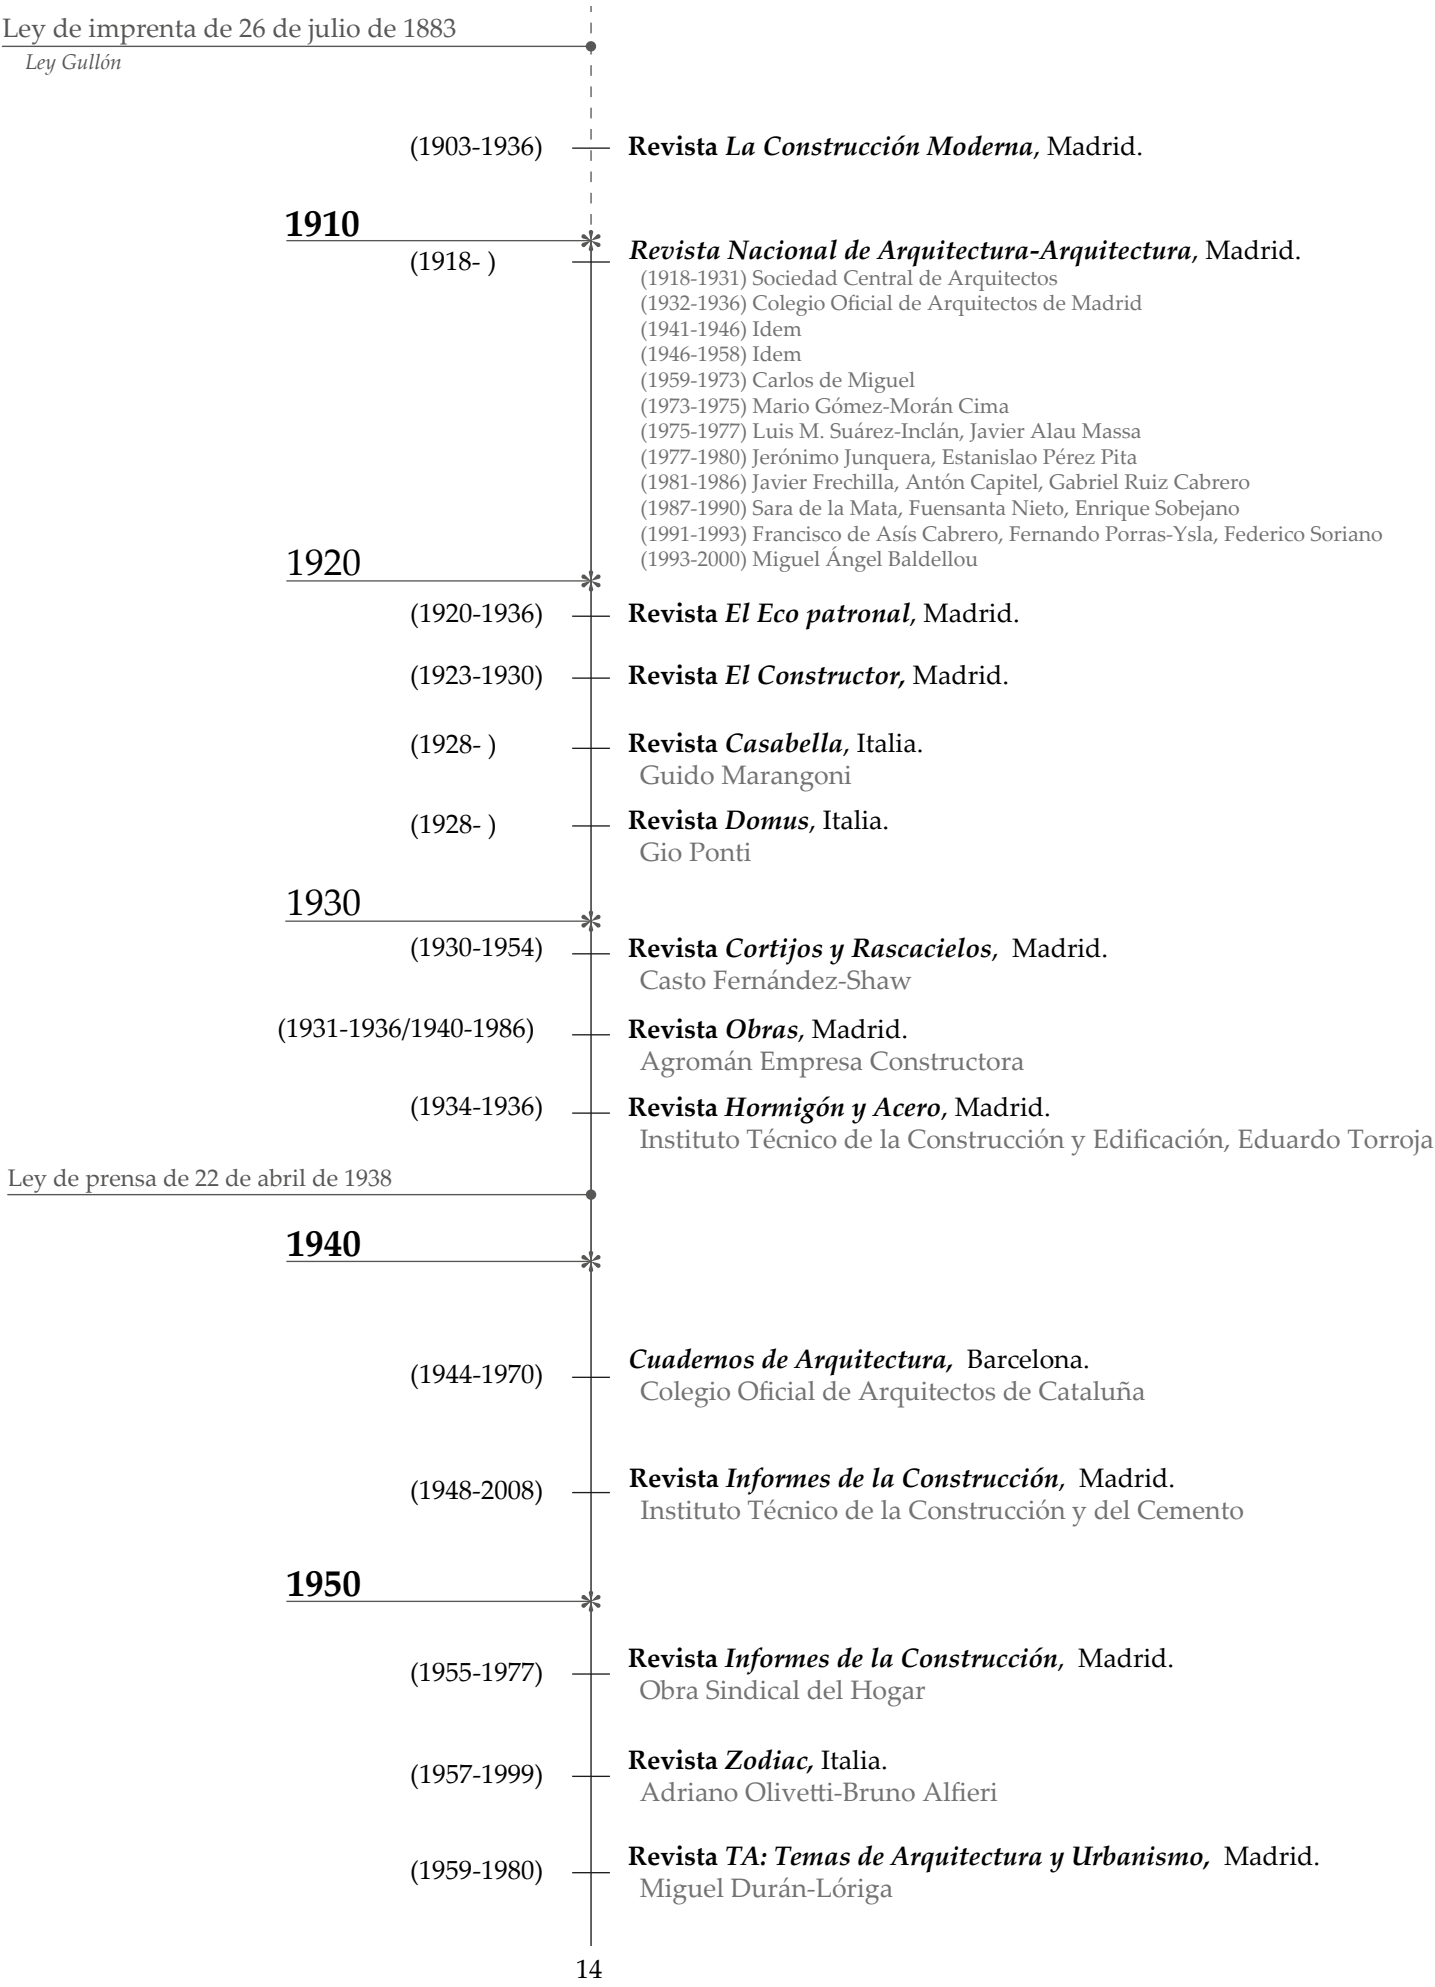 Ley de imprenta de 26 de julio de 1883
Ley Gullón
(1903-1936) Revista La Construcción Moderna, Madrid.
1910
(1918- ) Revista Nacional de Arquitectura-Arquitectura, Madrid.
(1918-1931) Sociedad Central de Arquitectos
(1932-1936) Colegio Oficial de Arquitectos de Madrid
(1941-1946) Idem
(1946-1958) Idem
(1959-1973) Carlos de Miguel
(1973-1975) Mario Gómez-Morán Cima
(1975-1977) Luis M. Suárez-Inclán, Javier Alau Massa
(1977-1980) Jerónimo Junquera, Estanislao Pérez Pita
(1981-1986) Javier Frechilla, Antón Capitel, Gabriel Ruiz Cabrero
(1987-1990) Sara de la Mata, Fuensanta Nieto, Enrique Sobejano
(1991-1993) Francisco de Asís Cabrero, Fernando Porras-Ysla, Federico Soriano
(1993-2000) Miguel Ángel Baldellou
1920
(1920-1936) Revista El Eco patronal, Madrid.
(1923-1930) Revista El Constructor, Madrid.
(1928- ) Revista Casabella, Italia.
Guido Marangoni
(1928- ) Revista Domus, Italia.
Gio Ponti
1930
(1930-1954) Revista Cortijos y Rascacielos, Madrid.
Casto Fernández-Shaw
(1931-1936/1940-1986) Revista Obras, Madrid.
Agromán Empresa Constructora
(1934-1936) Revista Hormigón y Acero, Madrid.
Instituto Técnico de la Construcción y Edificación, Eduardo Torroja
Ley de prensa de 22 de abril de 1938
1940
(1944-1970) Cuadernos de Arquitectura, Barcelona.
Colegio Oficial de Arquitectos de Cataluña
(1948-2008) Revista Informes de la Construcción, Madrid.
Instituto Técnico de la Construcción y del Cemento
1950
(1955-1977) Revista Informes de la Construcción, Madrid.
Obra Sindical del Hogar
(1957-1999) Revista Zodiac, Italia.
Adriano Olivetti-Bruno Alfieri
(1959-1980) Revista TA: Temas de Arquitectura y Urbanismo, Madrid.
Miguel Durán-Lóriga
14